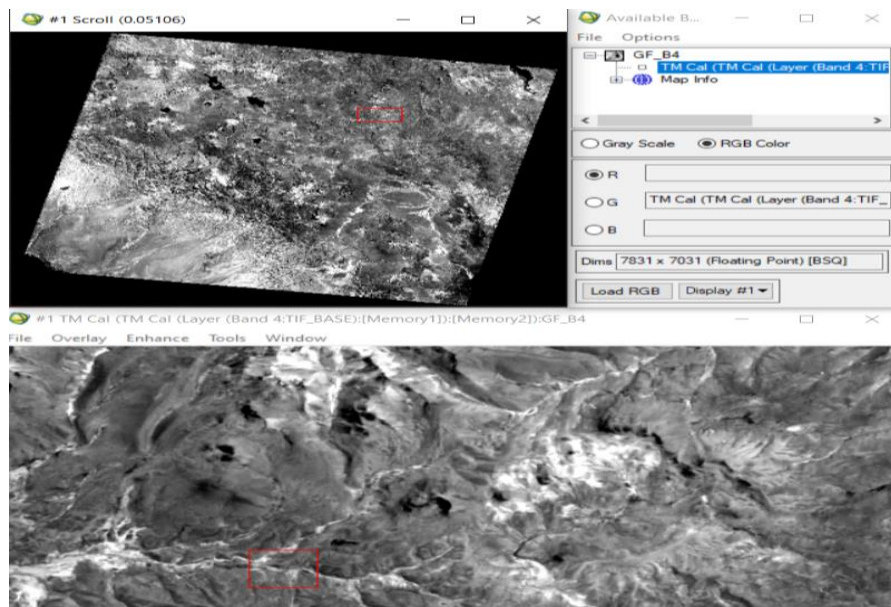 #1 Scroll (0.05106)
Available B...
File Options
GF_B4
TM Cal (TM Cal (Layer (Band 4:TIF
Map Info
Gray Scale RGB Color
R
G TM Cal (TM Cal (Layer (Band 4:TIF_
B
Dims 7831 x 7031 (Floating Point) [BSQ]
Load RGB Display #1
#1 TM Cal (TM Cal (Layer (Band 4:TIF_BASE):[Memory1]):[Memory2]):GF_B4
File Overlay Enhance Tools Window